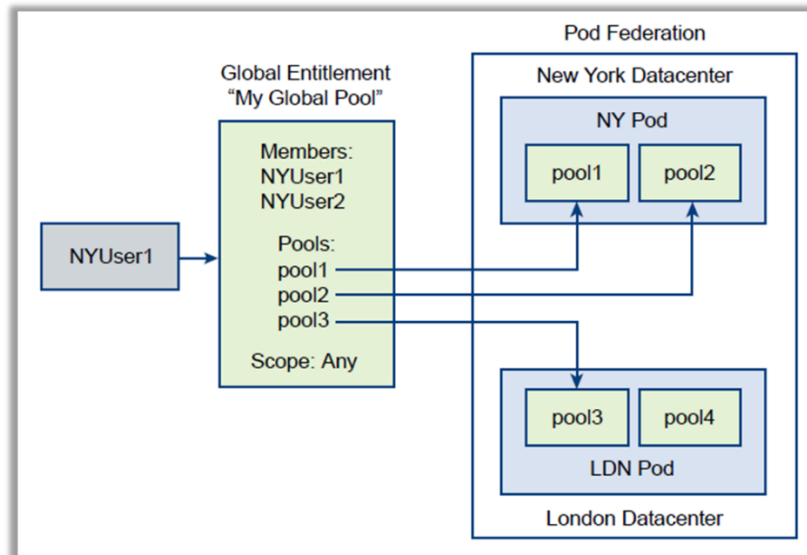 Pod Federation
Global Entitlement
“My Global Pool”
New York Datacenter
NY Pod
pool1
pool2
Members:
NYUser1
NYUser2
NYUser1
Pools:
pool1
pool2
pool3
Scope: Any
pool3
pool4
LDN Pod
London Datacenter